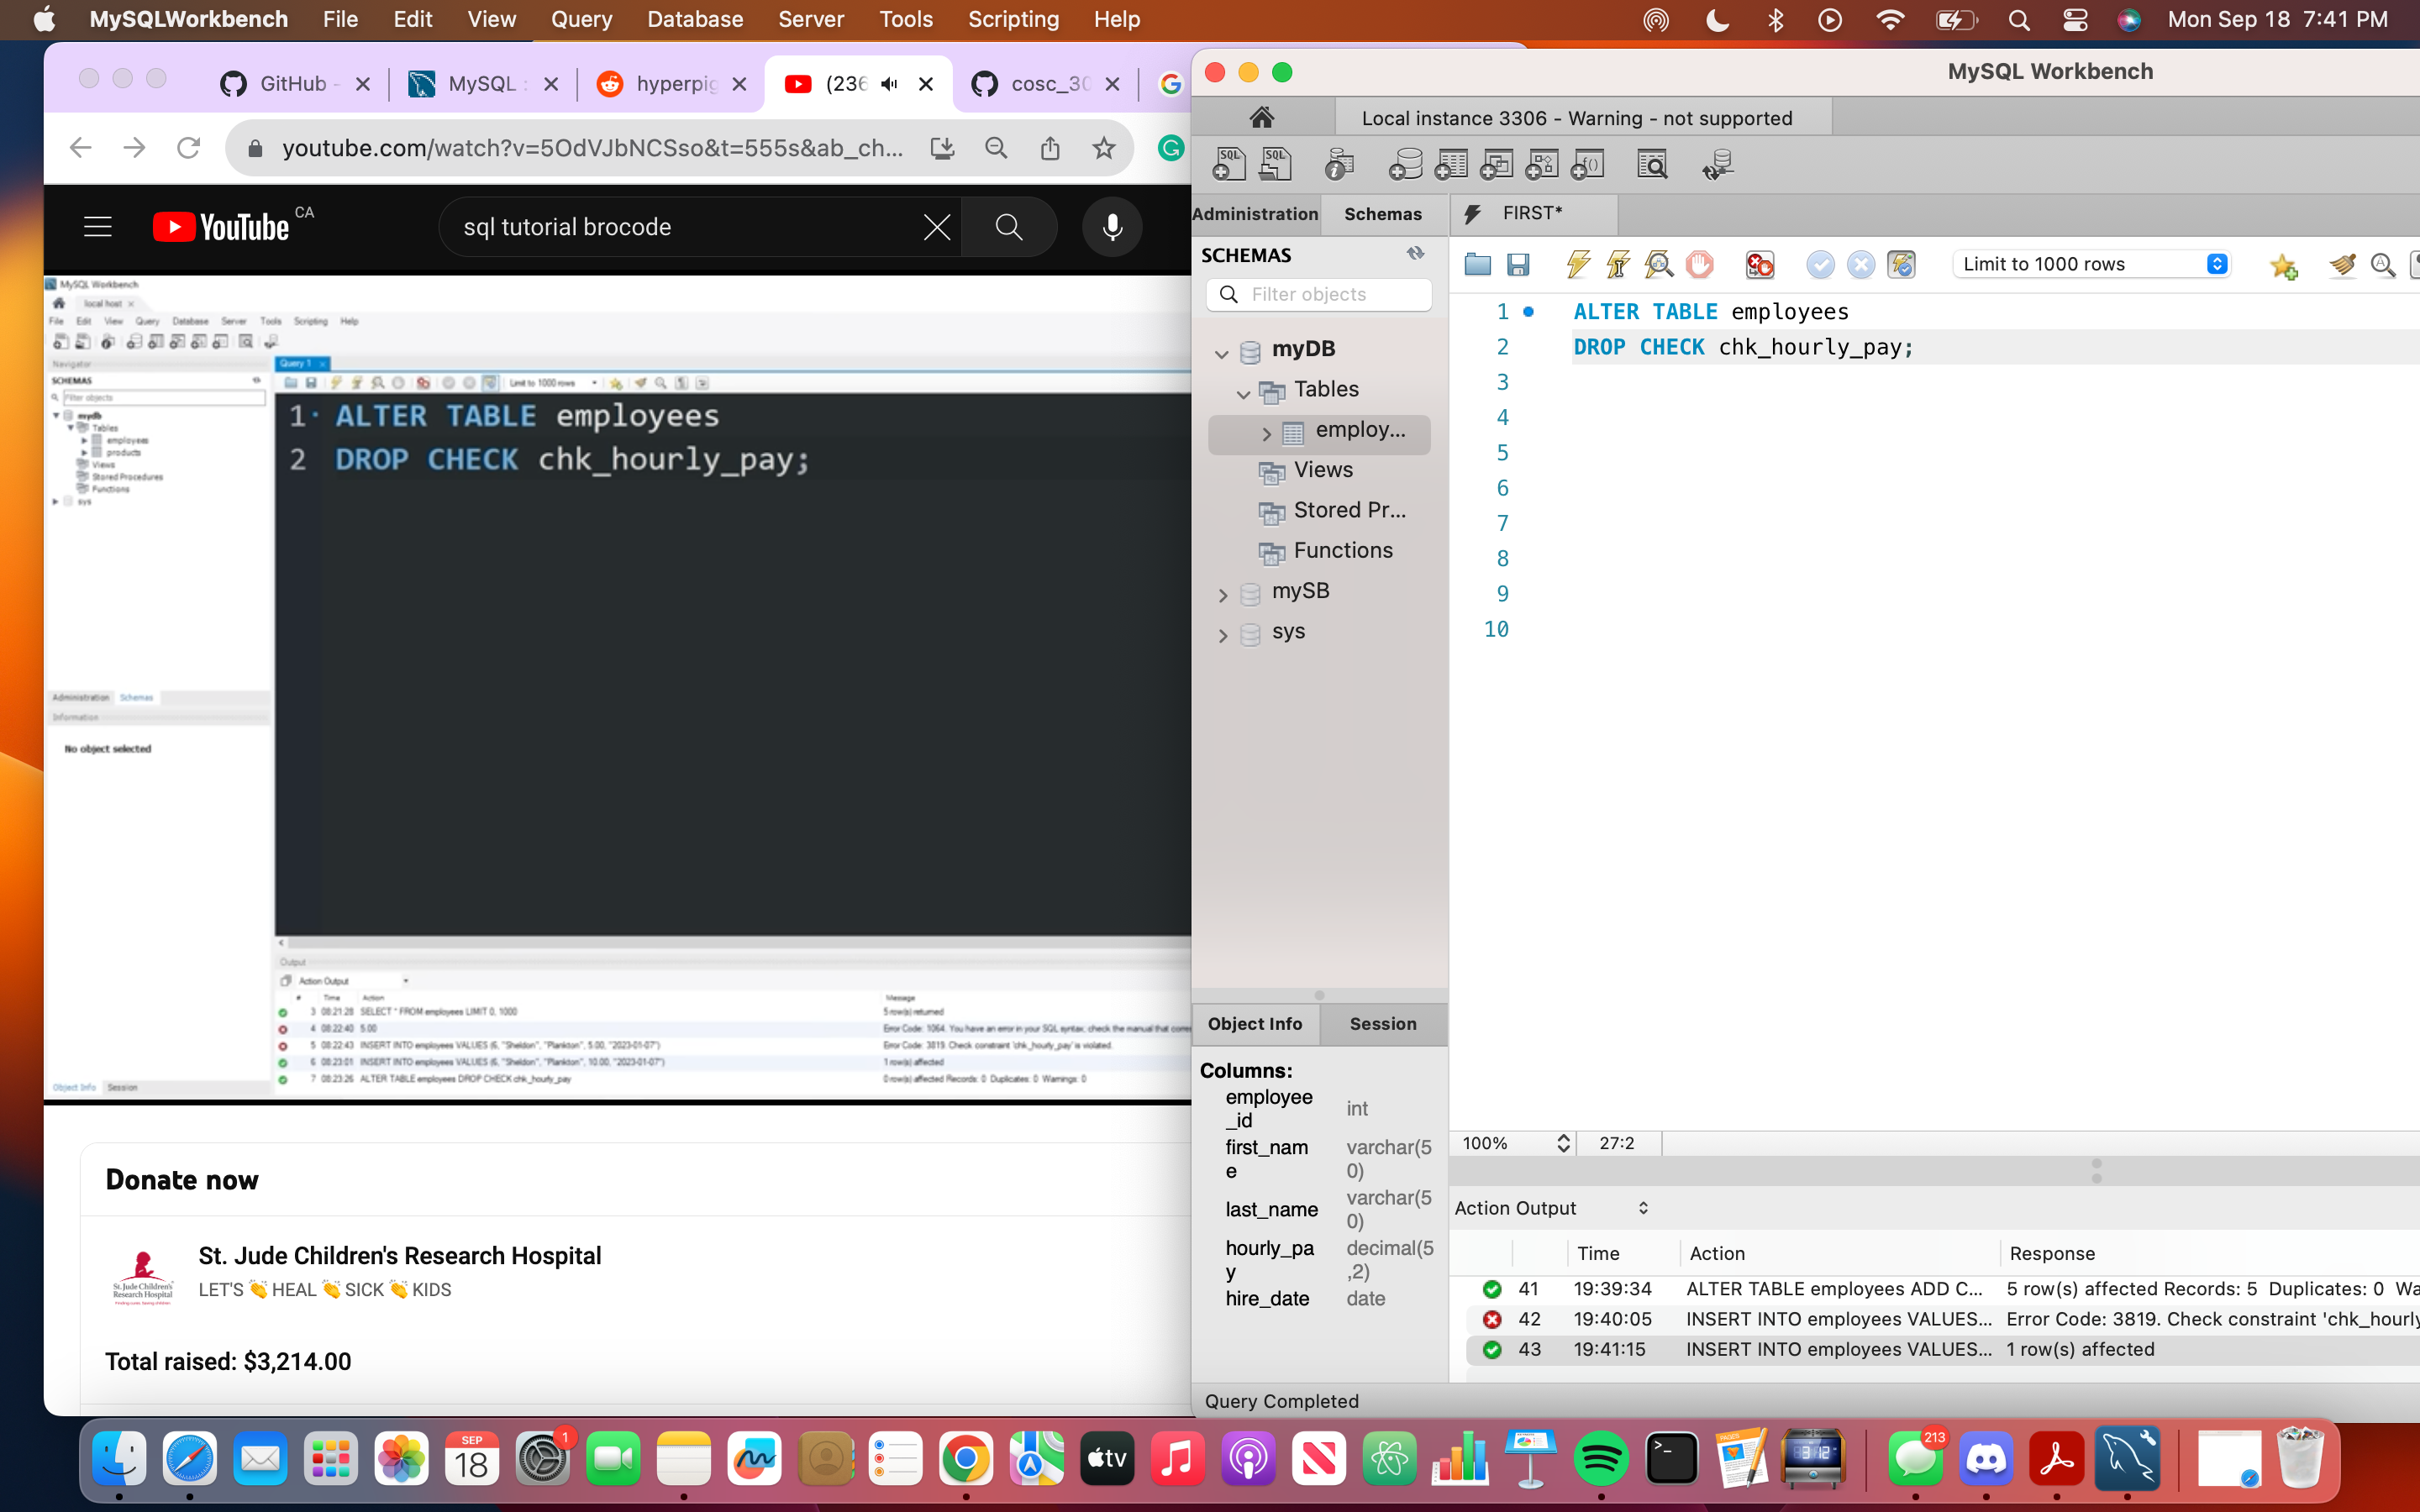 MySQLWorkbench File Edit View Query Database Server Tools Scripting Help Mon Sep 18 7:41 PM
GitHub - MySQL : hyperpig (236 cosc_30
youtube.com/watch?v=5OdVJbNCSso&t=555s&ab_ch...
YouTube CA
sql tutorial brocode
MySQL Workbench
local host
File Edit View Query Database Server Tools Scripting Help
Navigator
SCHEMAS
Filter objects
mydb
Tables
employees
products
Views
Stored Procedures
Functions
sys
Administration Schemas
Information
No object selected
Object Info Session
Query 1
Limit to 1000 rows
1 ALTER TABLE employees
2 DROP CHECK chk_hourly_pay;
Output
Action Output
# Time Action Message
3 08:21:28 SELECT * FROM employees LIMIT 0, 1000 5 row(s) returned
4 08:22:40 5.00 Error Code: 1064. You have an error in your SQL syntax; check the manual that
5 08:22:43 INSERT INTO employees VALUES (6, "Sheldon", "Plankton", 5.00, "2023-01-07") Error Code: 3819. Check constraint 'chk_hourly_pay' is violated.
6 08:23:01 INSERT INTO employees VALUES (6, "Sheldon", "Plankton", 10.00, "2023-01-07") 1 row(s) affected
7 08:23:26 ALTER TABLE employees DROP CHECK chk_hourly_pay 0 row(s) affected Records: 0 Duplicates: 0 Warnings: 0
Donate now
St. Jude Children's Research Hospital
LET'S 👏 HEAL 👏 SICK 👏 KIDS
St. Jude Children's
Research Hospital
Total raised: $3,214.00
MySQL Workbench
Local instance 3306 - Warning - not supported
Administration Schemas FIRST*
SCHEMAS
Filter objects
Limit to 1000 rows
myDB
Tables
employ...
Views
Stored Pr...
Functions
mySB
sys
1 ALTER TABLE employees
2 DROP CHECK chk_hourly_pay;
3
4
5
6
7
8
9
10
Object Info Session
Columns:
employee
_id int
first_nam
e varchar(5
0)
last_name varchar(5
0)
hourly_pa
y decimal(5
,2)
hire_date date
100% 27:2
Action Output
Time Action Response
41 19:39:34 ALTER TABLE employees ADD C... 5 row(s) affected Records: 5 Duplicates: 0 Wa
42 19:40:05 INSERT INTO employees VALUES... Error Code: 3819. Check constraint 'chk_hourly
43 19:41:15 INSERT INTO employees VALUES... 1 row(s) affected
Query Completed
SEP
18
1
tv
PAGES
213